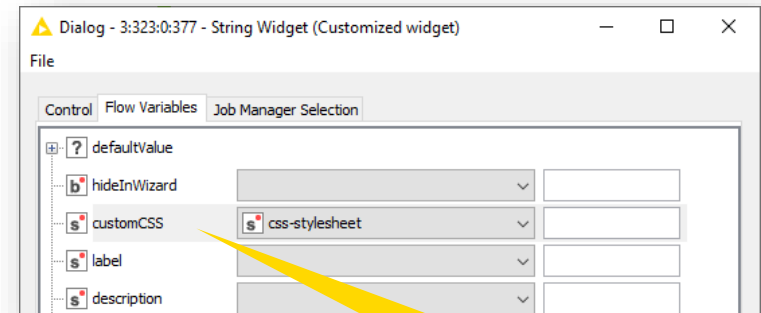 Dialog - 3:323:0:377 - String Widget (Customized widget)
File
Control Flow Variables Job Manager Selection
? defaultValue
b hideInWizard
s customCSS s css-stylesheet
s label
s description